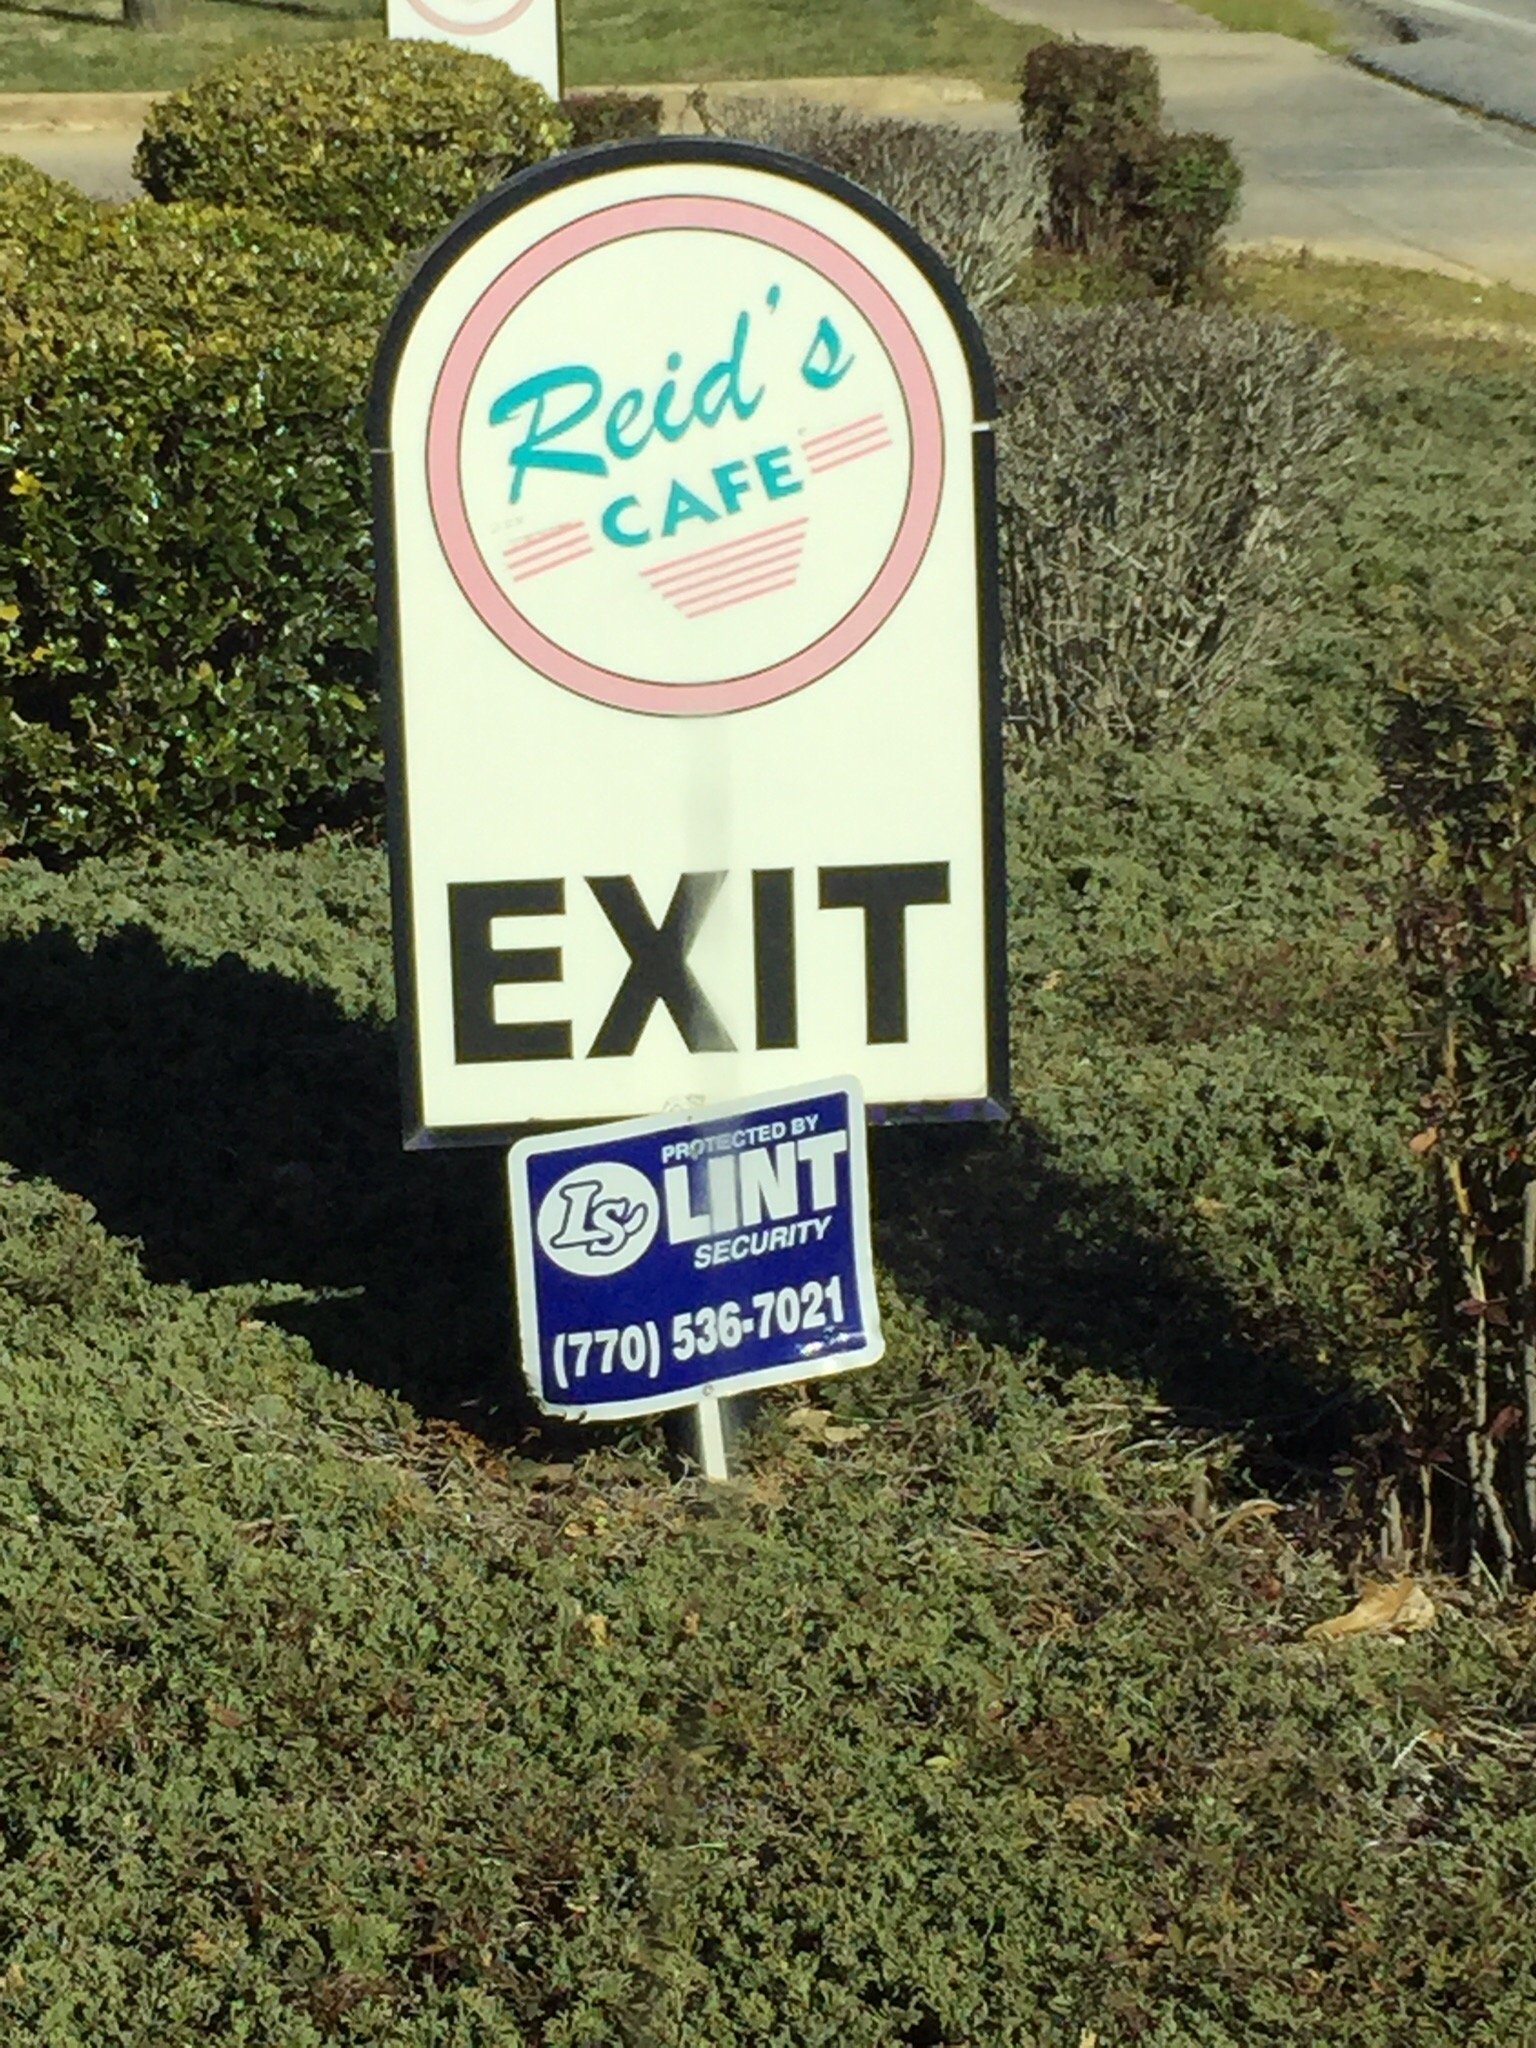 Reid's
CAFE
EXIT
PROTECTED BY
LS LINT
SECURITY
(770) 536-7021